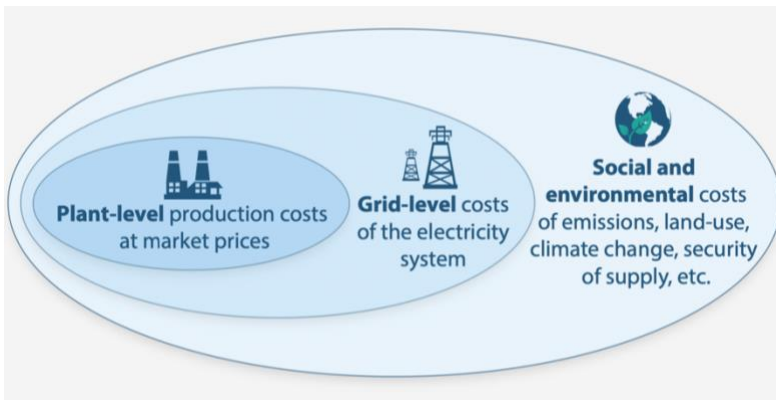 Plant-level production costs
at market prices
Grid-level costs
of the electricity
system
Social and
environmental costs
of emissions, land-use,
climate change, security
of supply, etc.